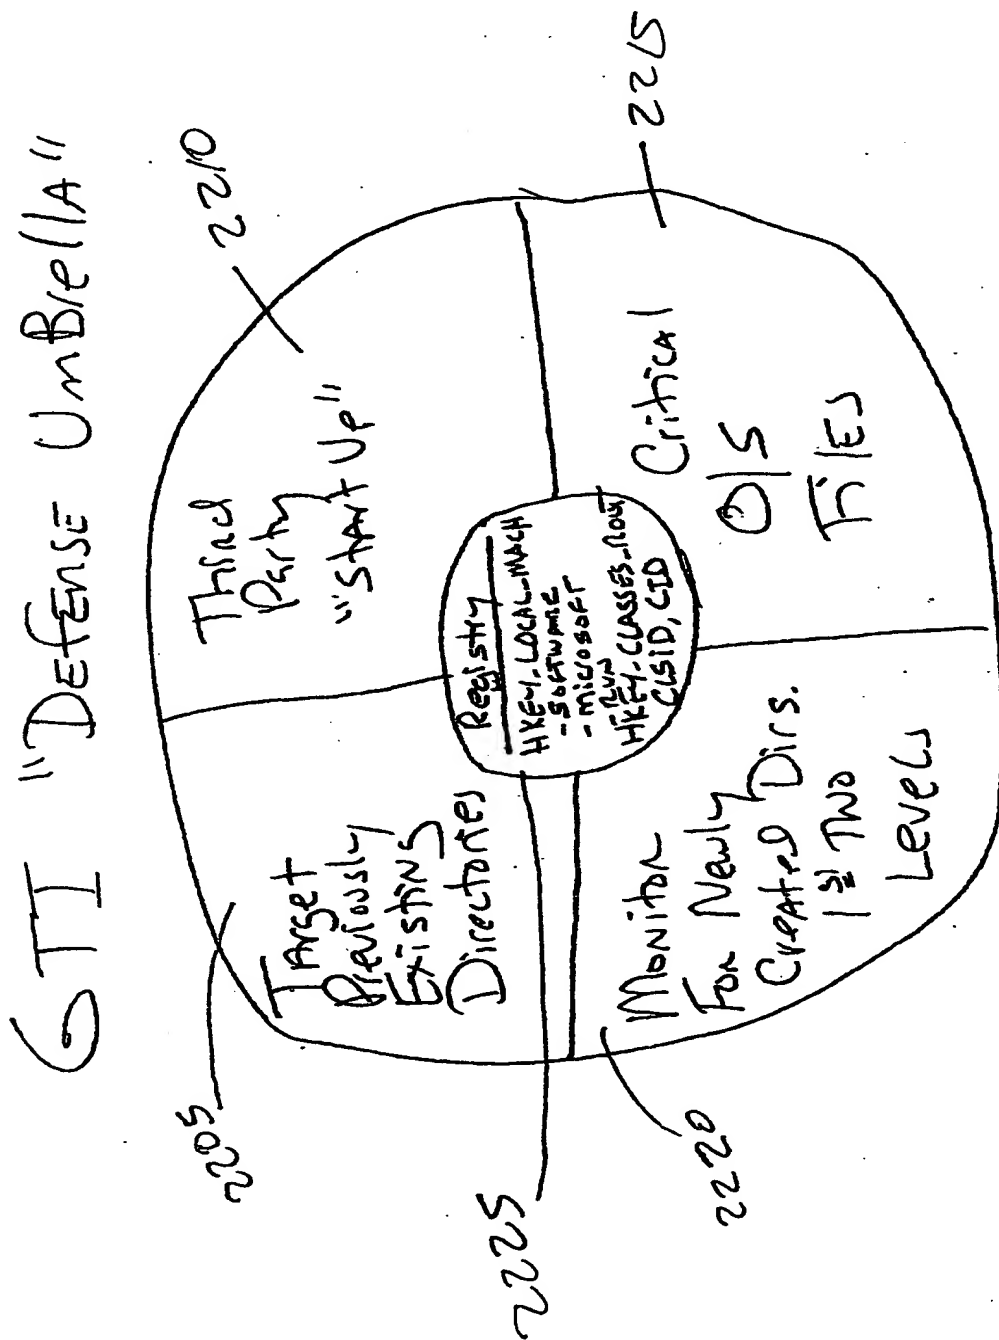 6TI "DEfENSE UmBrellA"
2205
TArget
Previously
Existing
Directories
2210
Third
Party
"StArt Up"
2225
Registry
HKEY_LOCAL_MACH
- SOFTWARE
- MICROSOFT
- RUN
HKEY_CLASSES_ROOT
CLSID, CID
2220
Monitor
For Newly
Created Dirs.
1st Two
Levels
2215
Critical
O/S
FilES